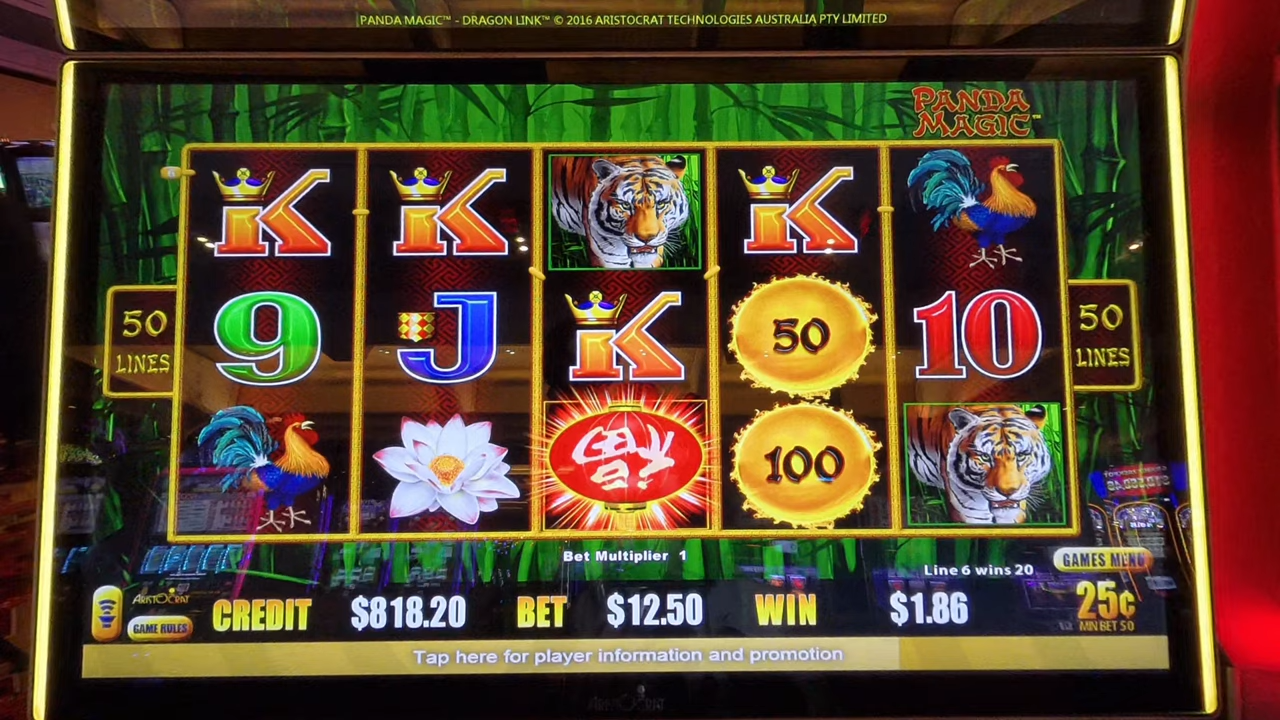 PANDA MAGIC™ - DRAGON LINK™ © 2016 ARISTOCRAT TECHNOLOGIES AUSTRALIA PTY LIMITED
PANDA
MAGIC™
K K K
9 J K 50 10
100
50
LINES
50
LINES
Bet Multiplier 1
Line 6 wins 20
GAMES MENU
ARISTOCRAT
GAME RULES
CREDIT $818.20 BET $12.50 WIN $1.86
25¢
MIN BET 50
Tap here for player information and promotion
ARISTOCRAT